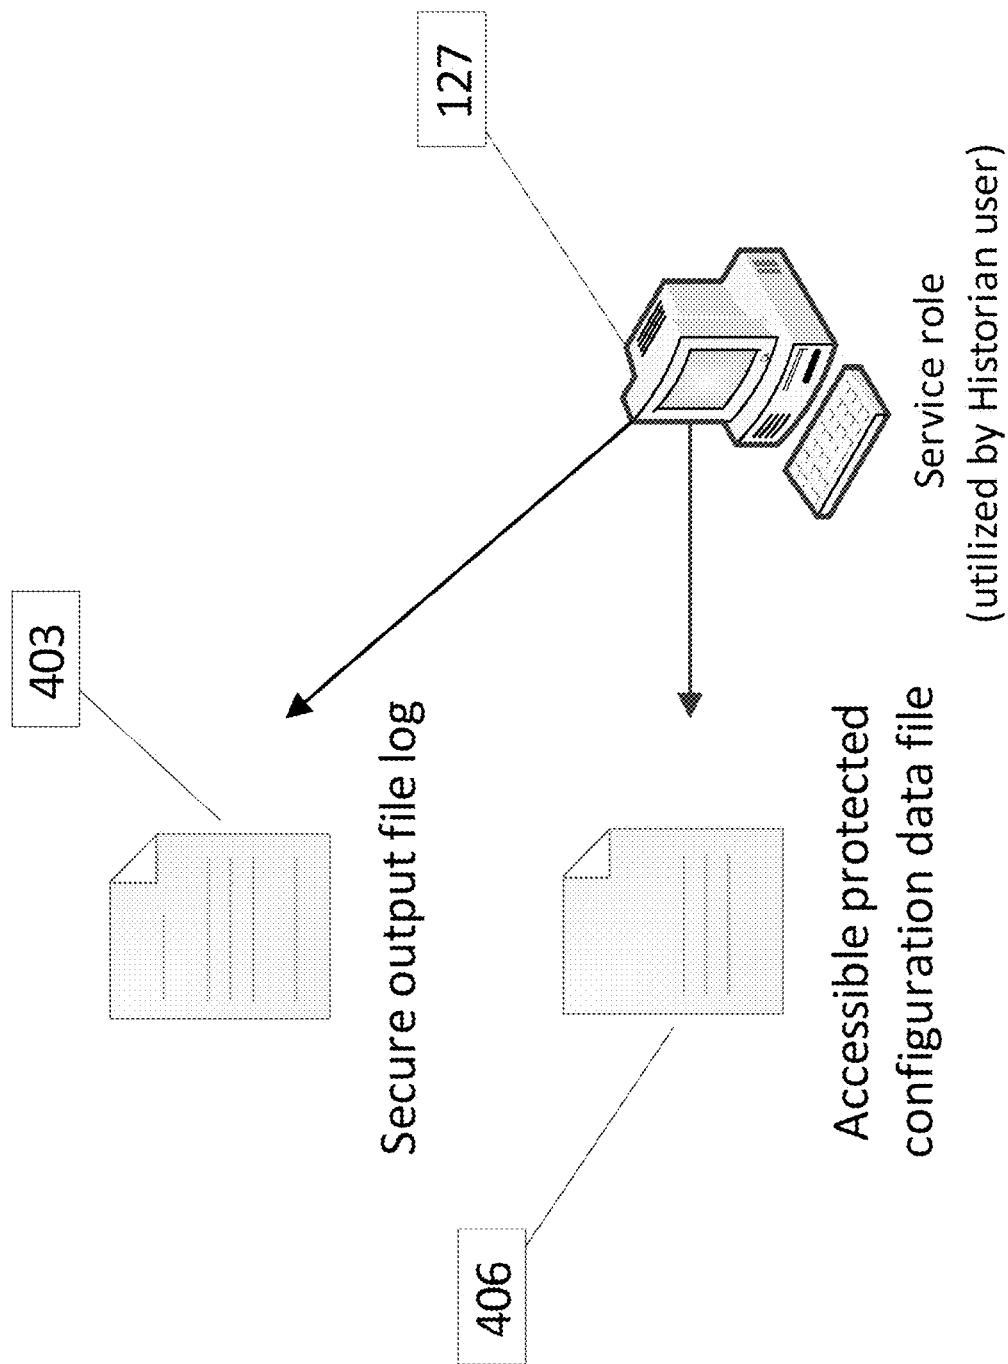 403
Secure output file log
406
Accessible protected
configuration data file
127
Service role
(utilized by Historian user)